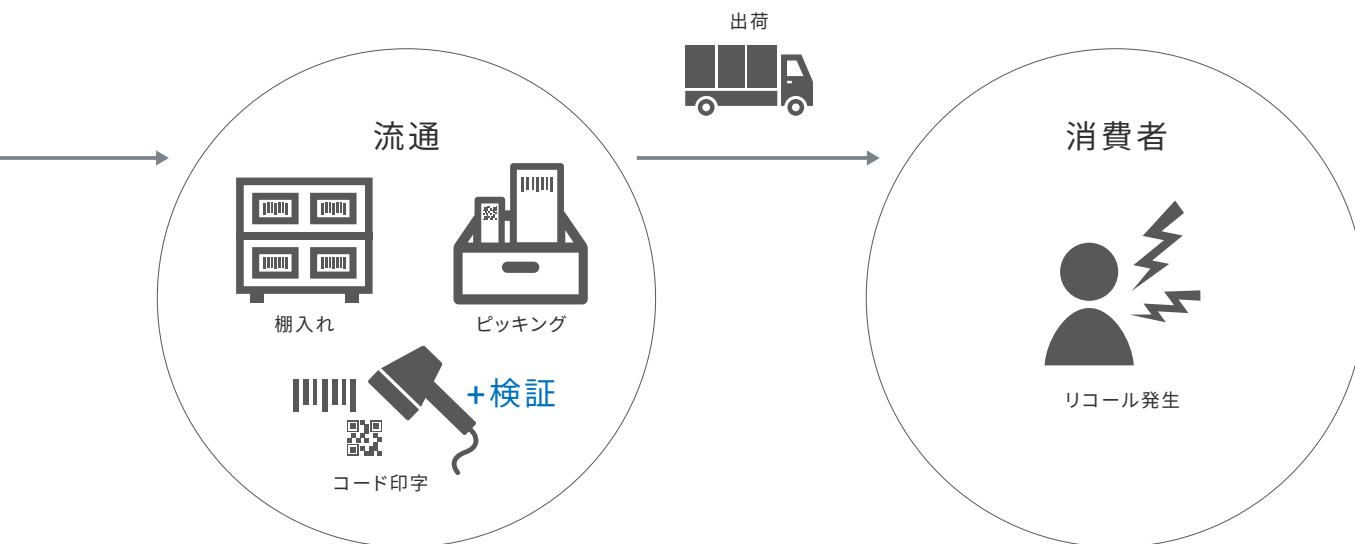 出荷
流通
消費者
棚入れ
ピッキング
+検証
コード印字
リコール発生